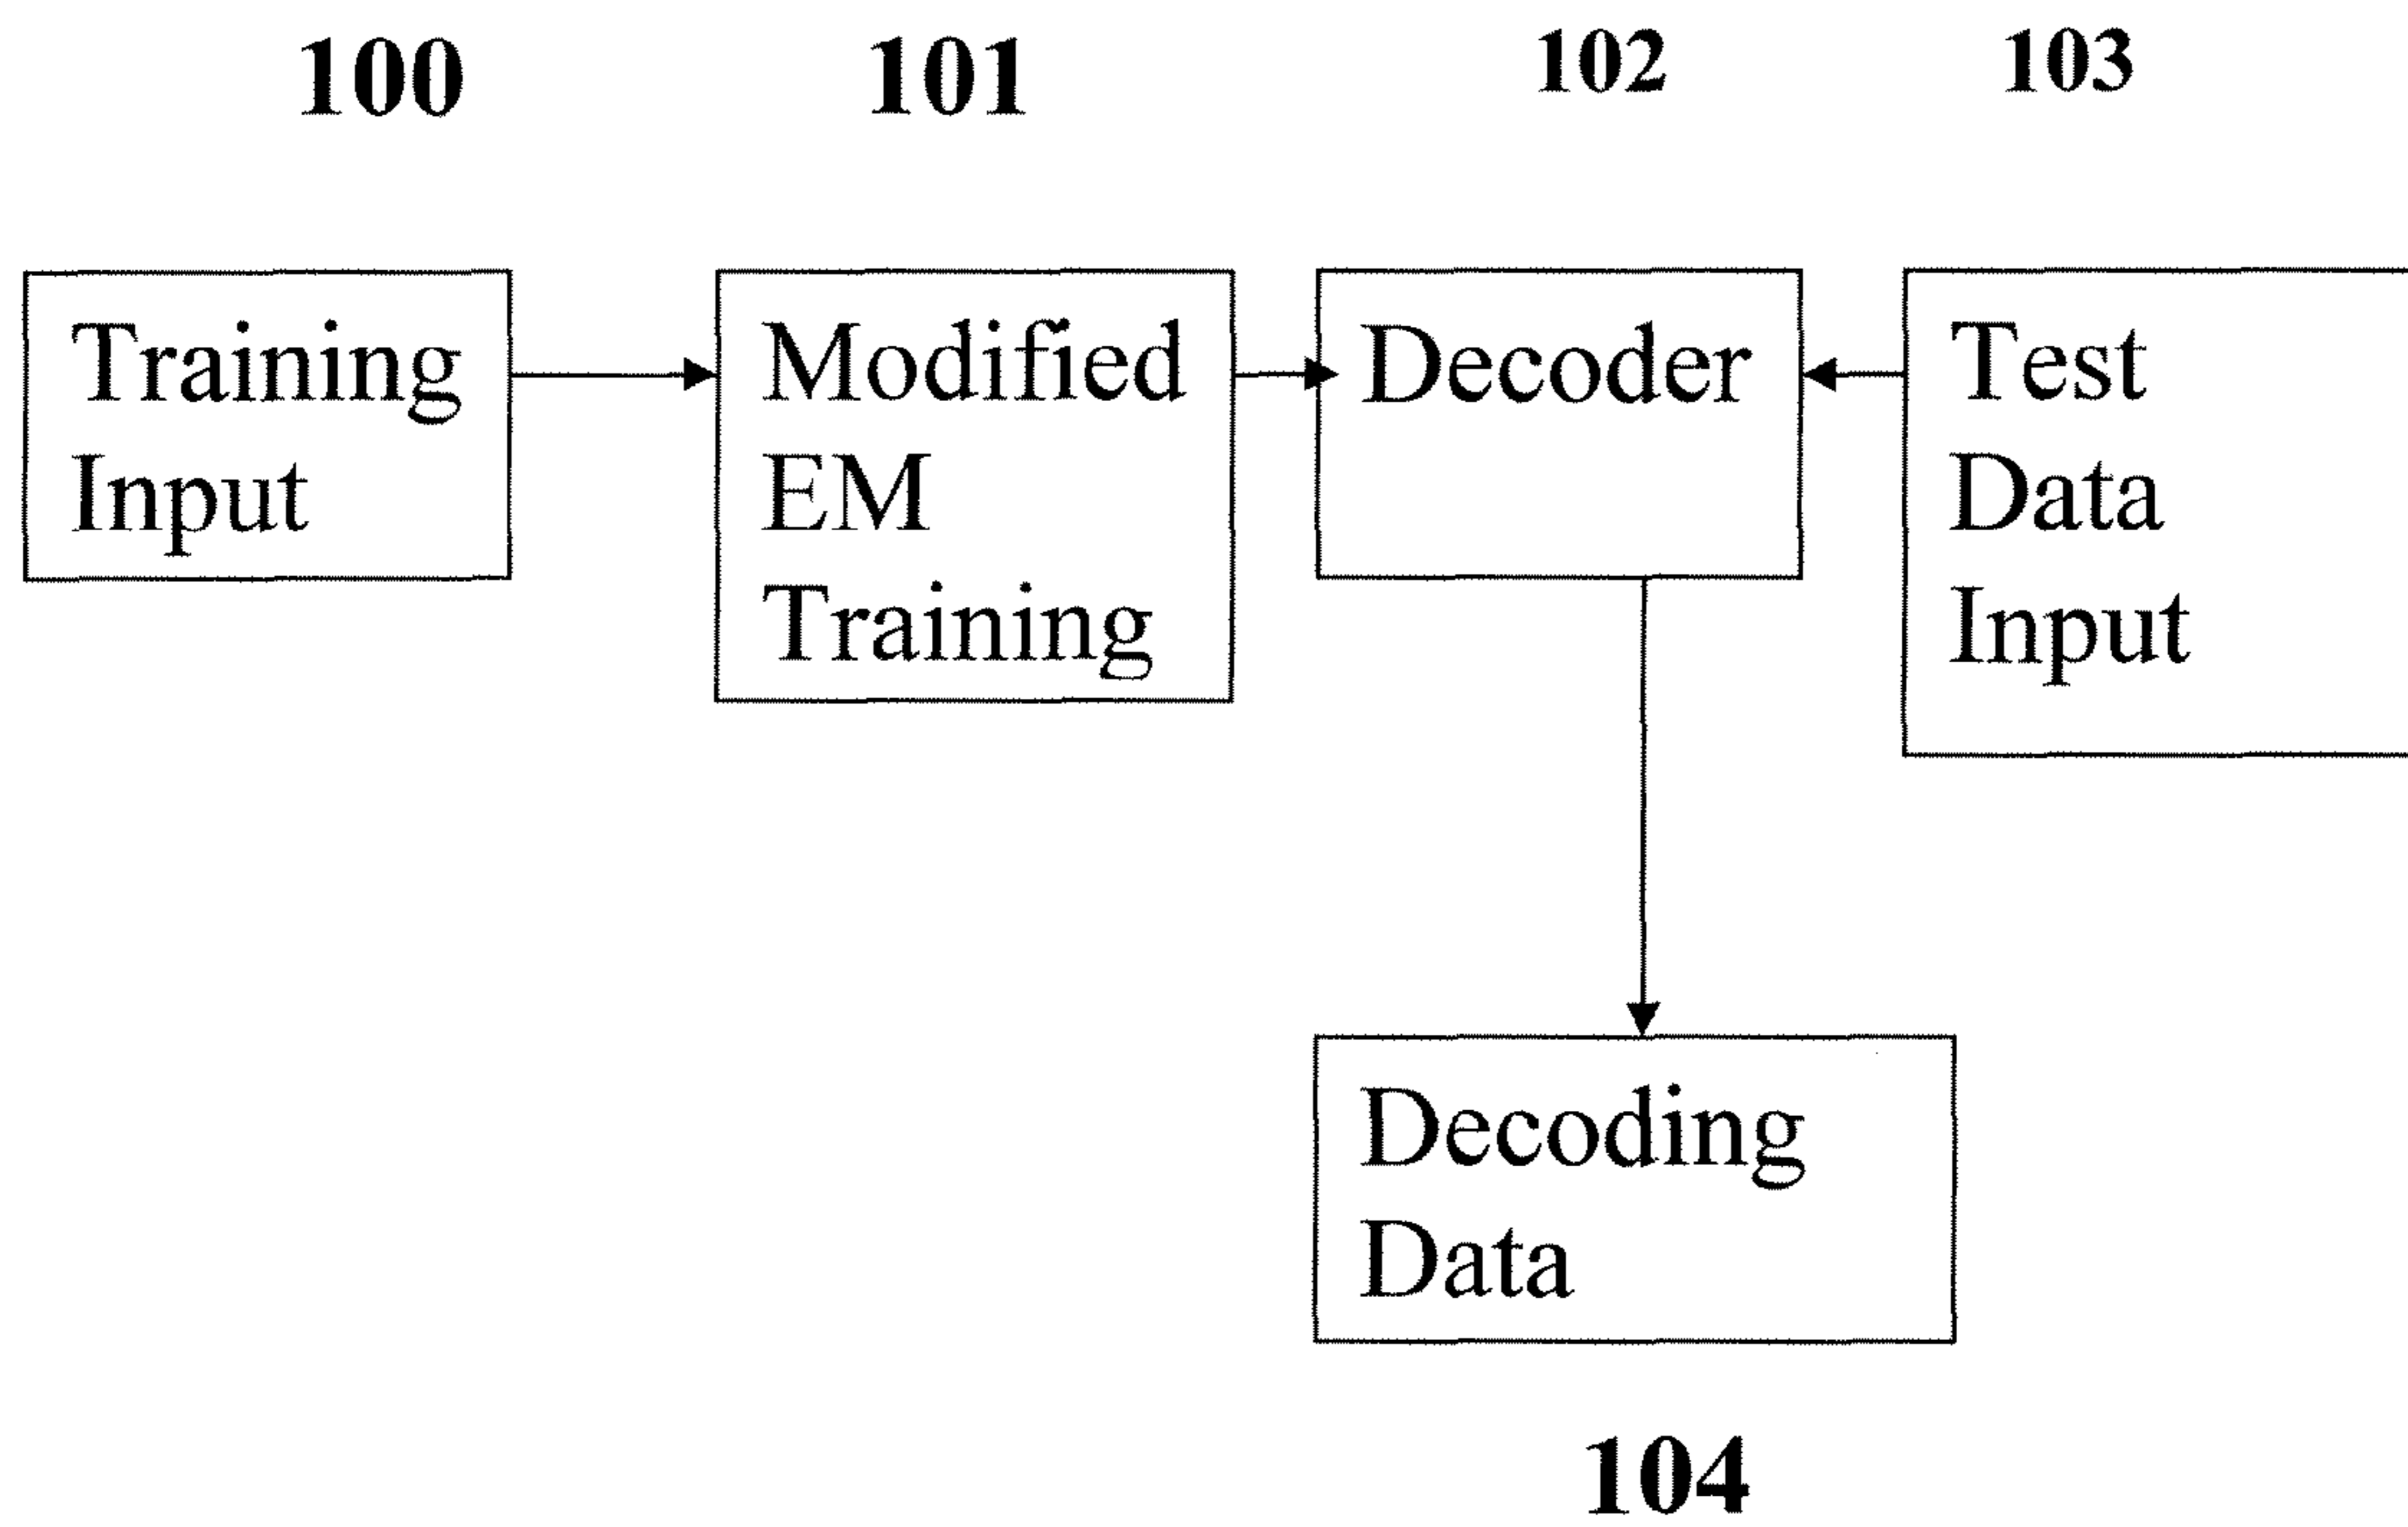 100
101
102
103
Training
Input
Modified
EM
Training
Decoder
Test
Data
Input
Decoding
Data
104